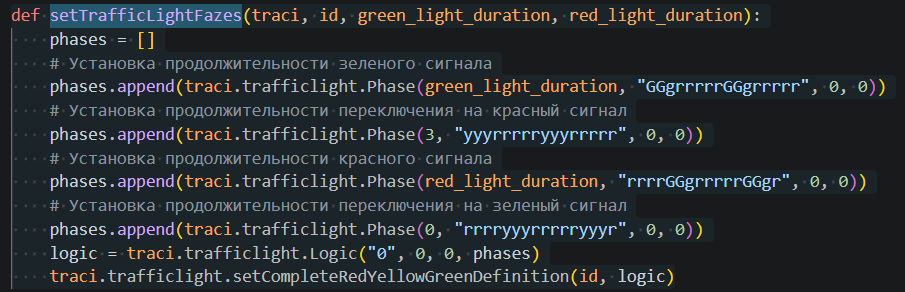 def setTrafficLightFazes(traci, id, green_light_duration, red_light_duration):
phases = []
# Установка продолжительности зеленого сигнала
phases.append(traci.trafficlight.Phase(green_light_duration, "GGgrrrrrGGgrrrrr", 0, 0))
# Установка продолжительности переключения на красный сигнал
phases.append(traci.trafficlight.Phase(3, "yyyrrrrryyyrrrrr", 0, 0))
# Установка продолжительности красного сигнала
phases.append(traci.trafficlight.Phase(red_light_duration, "rrrrGGgrrrrrGGgr", 0, 0))
# Установка продолжительности переключения на зеленый сигнал
phases.append(traci.trafficlight.Phase(0, "rrrryyyrrrrryyyr", 0, 0))
logic = traci.trafficlight.Logic("0", 0, 0, phases)
traci.trafficlight.setCompleteRedYellowGreenDefinition(id, logic)